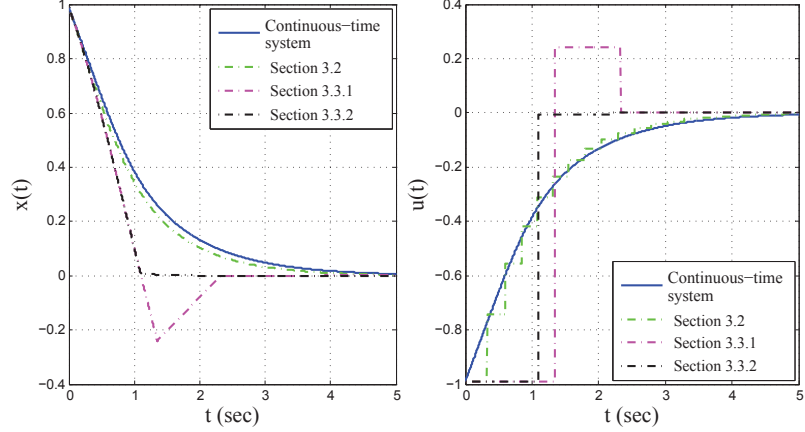 1
0.8
0.6
0.4
0.2
0
−0.2
−0.4
0
1
2
3
4
5
x(t)
t (sec)
Continuous−time
system
Section 3.2
Section 3.3.1
Section 3.3.2
0.4
0.2
0
−0.2
−0.4
−0.6
−0.8
−1
0
1
2
3
4
5
u(t)
t (sec)
Continuous−time
system
Section 3.2
Section 3.3.1
Section 3.3.2